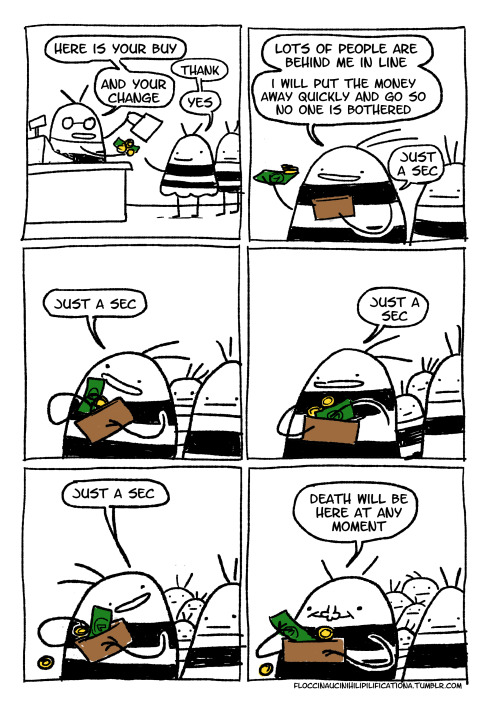 HERE IS YOUR BUY
AND YOUR
CHANGE
THANK
YES
LOTS OF PEOPLE ARE
BEHIND ME IN LINE
I WILL PUT THE MONEY
AWAY QUICKLY AND GO SO
NO ONE IS BOTHERED
JUST
A SEC
JUST A SEC
JUST A
SEC
JUST A SEC
DEATH WILL BE
HERE AT ANY
MOMENT
FLOCCINAUCINIHILIPILIFICATIONA.TUMBLR.COM